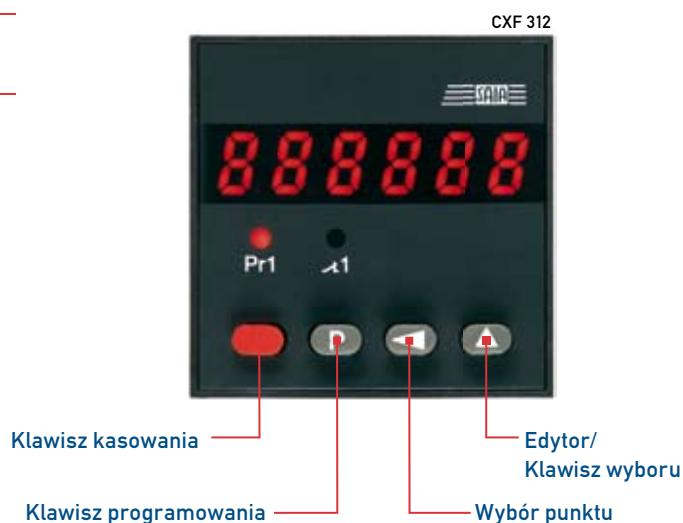 CXF 312
SAIA
888888
Pr1
1
P
Klawisz kasowania
Edytor/
Klawisz wyboru
Klawisz programowania
Wybór punktu